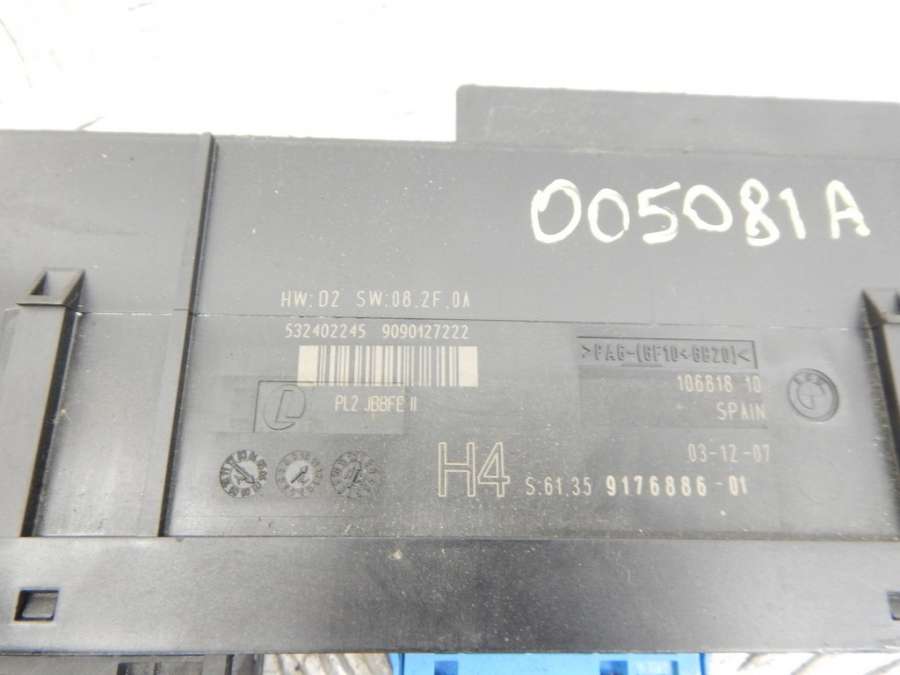 005081A
HW:D2 SW:08.2F.0A
532402245 9090127222
>PA6-(GF10<GB20)<
PL2 JBBFE II
106818 10
SPAIN
03-12-07
H4 S:61.35 9176886-01